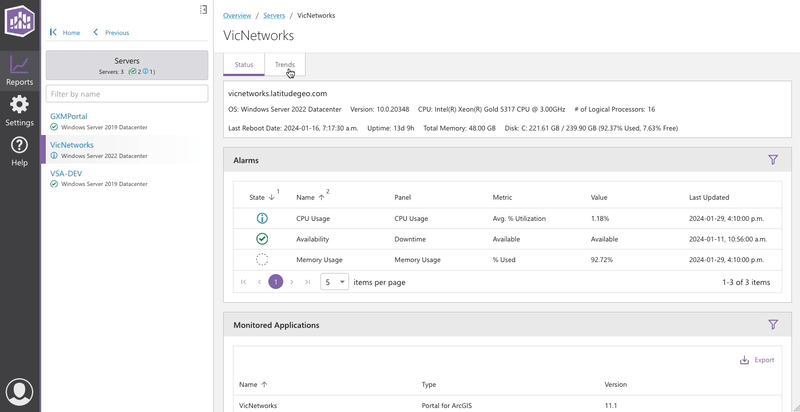 Overview / Servers / VicNetworks
VicNetworks
Home Previous
Servers
Servers: 3 ( 2 1)
Filter by name
GXMPortal
Windows Server 2019 Datacenter
VicNetworks
Windows Server 2022 Datacenter
VSA-DEV
Windows Server 2019 Datacenter
Reports
Settings
Help
Status Trends
vicnetworks.latitudegeo.com
OS: Windows Server 2022 Datacenter Version: 10.0.20348 CPU: Intel(R) Xeon(R) Gold 5317 CPU @ 3.00GHz # of Logical Processors: 16
Last Reboot Date: 2024-01-16, 7:17:30 a.m. Uptime: 13d 9h Total Memory: 48.00 GB Disk: C: 221.61 GB / 239.90 GB (92.37% Used, 7.63% Free)
Alarms
State 1 Name 2 Panel Metric Value Last Updated
CPU Usage CPU Usage Avg. % Utilization 1.18% 2024-01-29, 4:10:00 p.m.
Availability Downtime Available Available 2024-01-11, 10:56:00 a.m.
Memory Usage Memory Usage % Used 92.72% 2024-01-29, 4:10:00 p.m.
1 5 items per page 1-3 of 3 items
Monitored Applications
Export
Name Type Version
VicNetworks Portal for ArcGIS 11.1